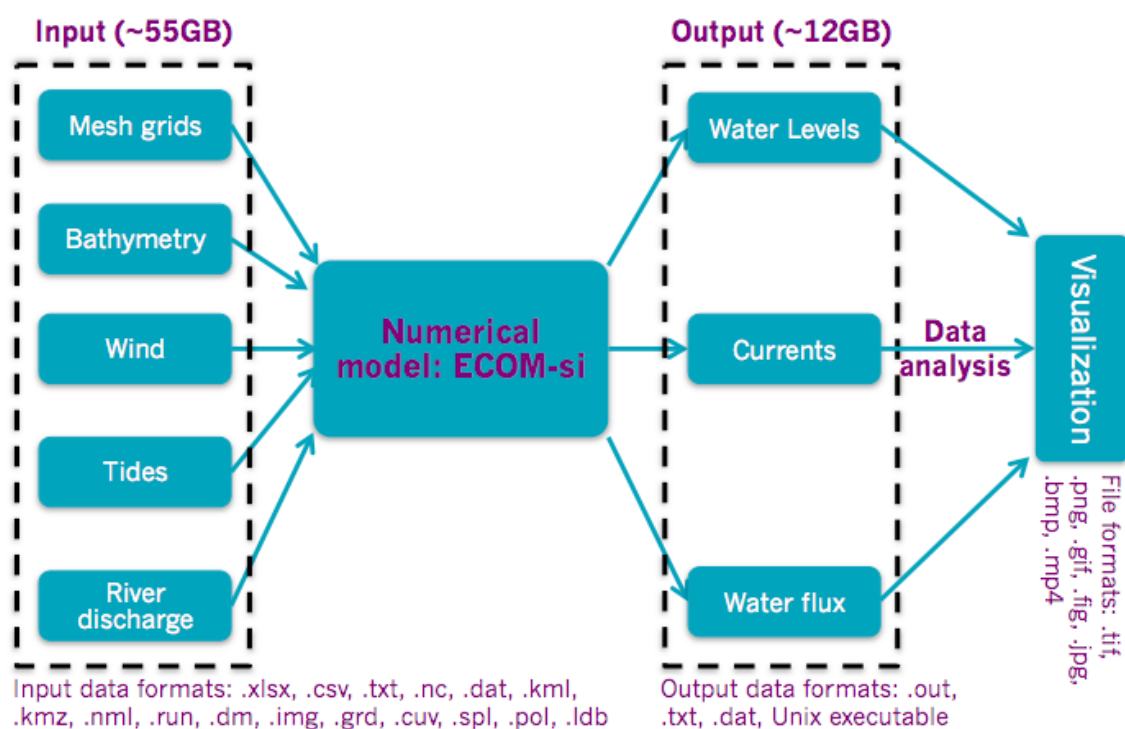 Input (~55GB)
Mesh grids
Bathymetry
Wind
Tides
River
discharge
Input data formats: .xlsx, .csv, .txt, .nc, .dat, .kml,
.kmz, .nml, .run, .dm, .img, .grd, .cuv, .spl, .pol, .ldb
Numerical
model: ECOM-si
Output (~12GB)
Water Levels
Currents
Water flux
Output data formats: .out,
.txt, .dat, Unix executable
Data
analysis
Visualization
File formats: .tif,
.png, .gif, .fig, .jpg,
.bmp, .mp4